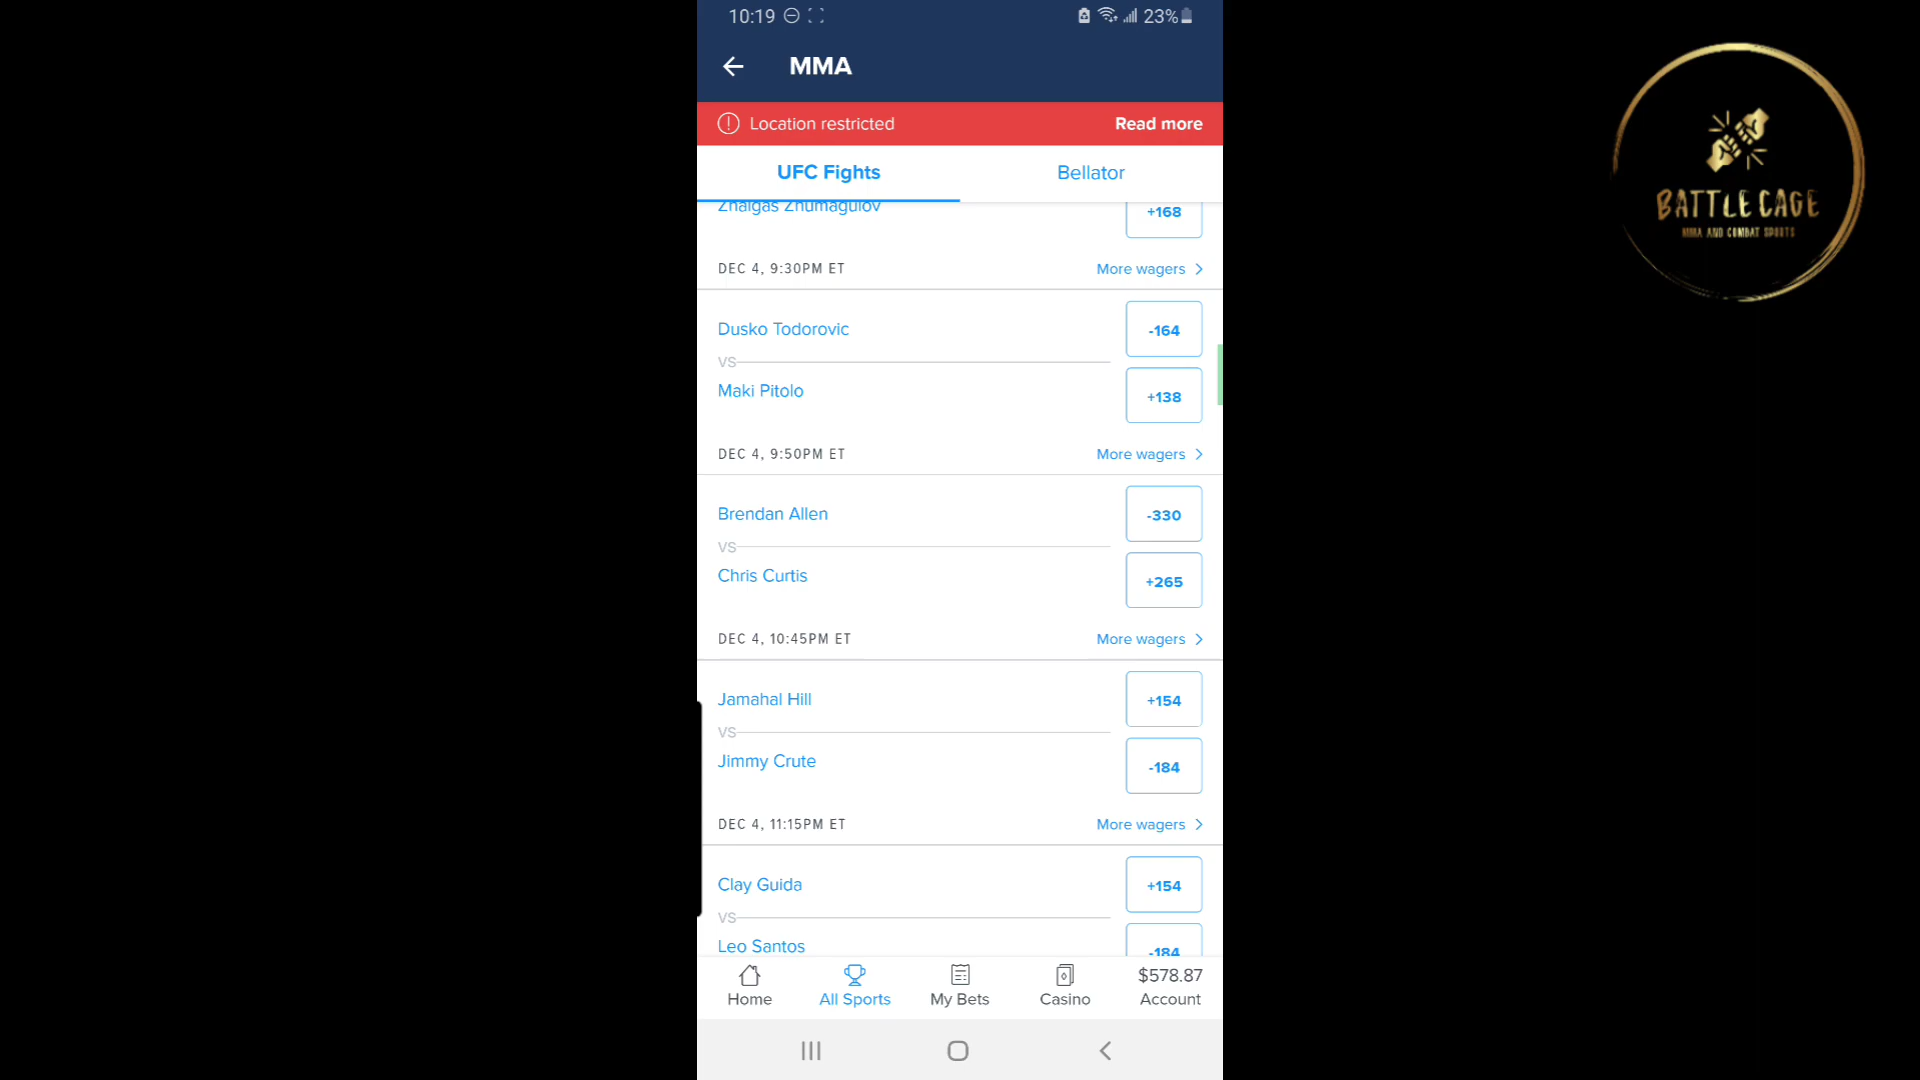 10:19 23%
MMA
Location restricted Read more
UFC Fights Bellator
Zhalgas Zhumagulov +168
DEC 4, 9:30PM ET More wagers
Dusko Todorovic -164
VS
Maki Pitolo +138
DEC 4, 9:50PM ET More wagers
Brendan Allen -330
VS
Chris Curtis +265
DEC 4, 10:45PM ET More wagers
Jamahal Hill +154
VS
Jimmy Crute -184
DEC 4, 11:15PM ET More wagers
Clay Guida +154
VS
Leo Santos -184
$578.87
Home All Sports My Bets Casino Account
BATTLE CAGE
MMA AND COMBAT SPORTS